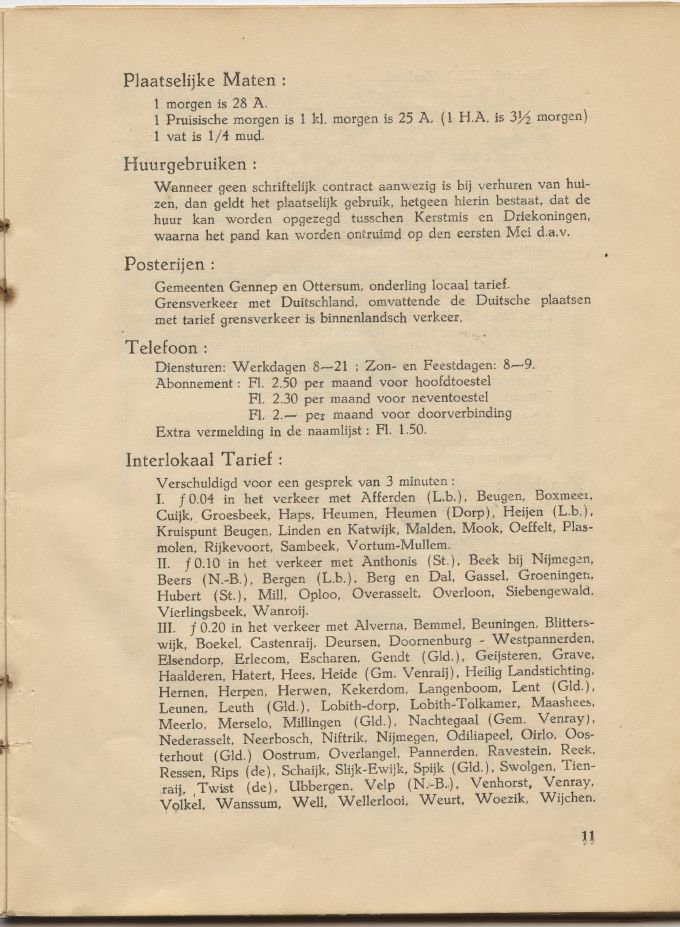 Plaatselijke Maten :
1 morgen is 28 A.
1 Pruisische morgen is 1 kl. morgen is 25 A. (1 H.A. is 3½ morgen)
1 vat is 1/4 mud.
Huurgebruiken :
Wanneer geen schriftelijk contract aanwezig is bij verhuren van hui-
zen, dan geldt het plaatselijk gebruik, hetgeen hierin bestaat, dat de
huur kan worden opgezegd tusschen Kerstmis en Driekoningen,
waarna het pand kan worden ontruimd op den eersten Mei d.a.v.
Posterijen :
Gemeenten Gennep en Ottersum, onderling locaal tarief.
Grensverkeer met Duitschland, omvattende de Duitsche plaatsen
met tarief grensverkeer is binnenlandsch verkeer.
Telefoon :
Diensturen: Werkdagen 8—21 ; Zon- en Feestdagen: 8—9.
Abonnement : Fl. 2.50 per maand voor hoofdtoestel
Fl. 2.30 per maand voor neventoestel
Fl. 2.— per maand voor doorverbinding
Extra vermelding in de naamlijst : Fl. 1.50.
Interlokaal Tarief :
Verschuldigd voor een gesprek van 3 minuten :
I. ƒ 0.04 in het verkeer met Afferden (L.b.), Beugen, Boxmeer,
Cuijk, Groesbeek, Haps, Heumen, Heumen (Dorp), Heijen (L.b.),
Kruispunt Beugen, Linden en Katwijk, Malden, Mook, Oeffelt, Plas-
molen, Rijkevoort, Sambeek, Vortum-Mullem.
II. ƒ 0.10 in het verkeer met Anthonis (St.), Beek bij Nijmegen,
Beers (N.-B.), Bergen (L.b.), Berg en Dal, Gassel, Groeningen,
Hubert (St.), Mill, Oploo, Overasselt, Overloon, Siebengewald,
Vierlingsbeek, Wanroij.
III. ƒ 0.20 in het verkeer met Alverna, Bemmel, Beuningen, Blitters-
wijk, Boekel, Castenraij, Deursen, Doornenburg - Westpannerden,
Elsendorp, Erlecom, Escharen, Gendt (Gld.), Geijsteren, Grave,
Haalderen, Hatert, Hees, Heide (Gm. Venraij), Heilig Landstichting,
Hernen, Herpen, Herwen, Kekerdom, Langenboom, Lent (Gld.),
Leunen, Leuth (Gld.), Lobith-dorp, Lobith-Tolkamer, Maashees,
Meerlo, Merselo, Millingen (Gld.), Nachtegaal (Gem. Venray),
Nederasselt, Neerbosch, Niftrik, Nijmegen, Odiliapeel, Oirlo, Oos-
terhout (Gld.) Oostrum, Overlangel, Pannerden, Ravestein, Reek,
Ressen, Rips (de), Schaijk, Slijk-Ewijk, Spijk (Gld.), Swolgen, Tien-
raij, Twist (de), Ubbergen, Velp (N.-B.), Venhorst, Venray,
Volkel, Wanssum, Well, Wellerlooi, Weurt, Woezik, Wijchen,
11